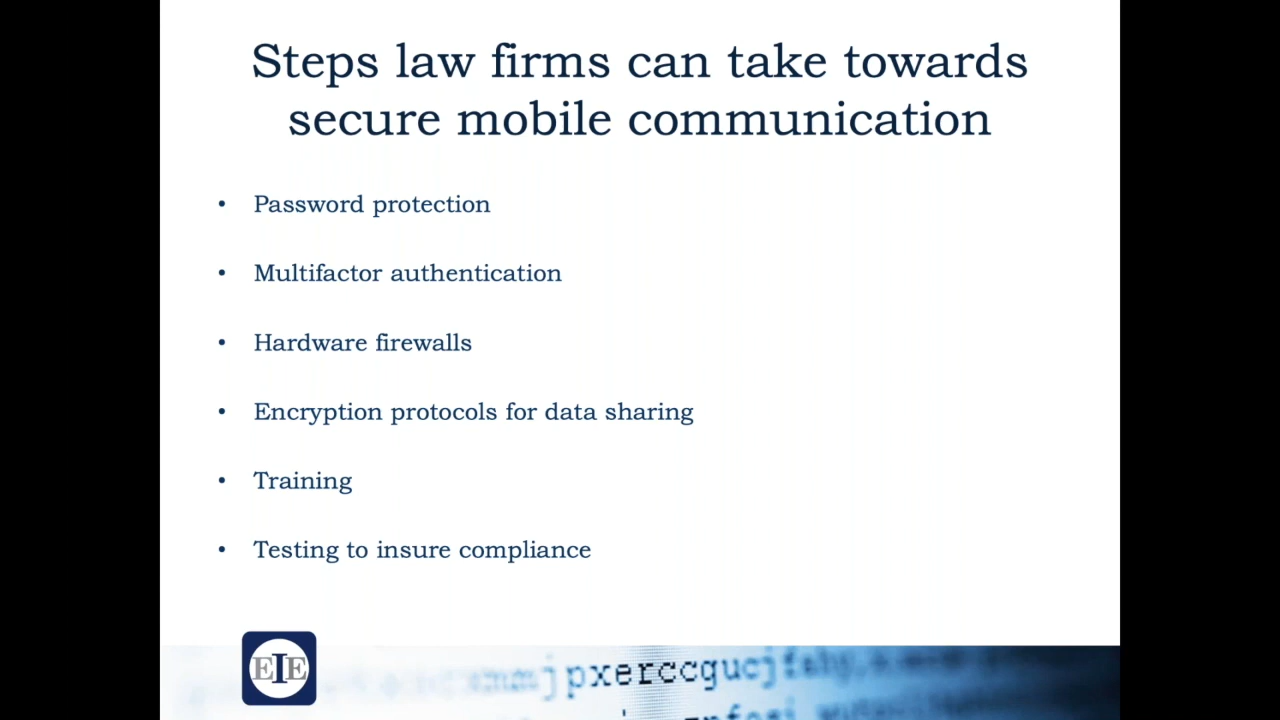 Steps law firms can take towards
secure mobile communication
• Password protection
• Multifactor authentication
• Hardware firewalls
• Encryption protocols for data sharing
• Training
• Testing to insure compliance
EIE
pxerccgucj